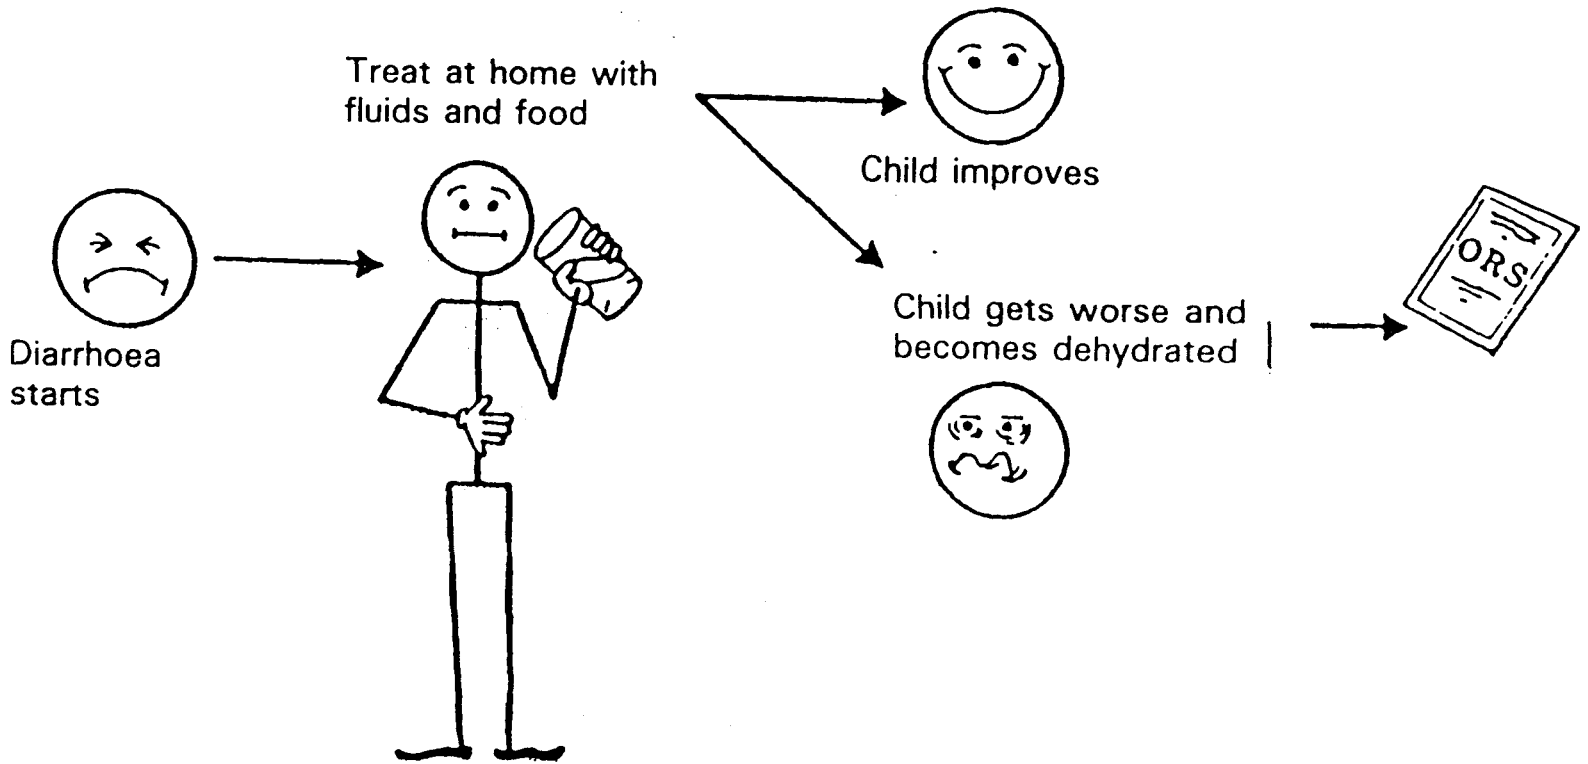 Treat at home with
fluids and food
Child improves
Diarrhoea
starts
Child gets worse and
becomes dehydrated
ORS